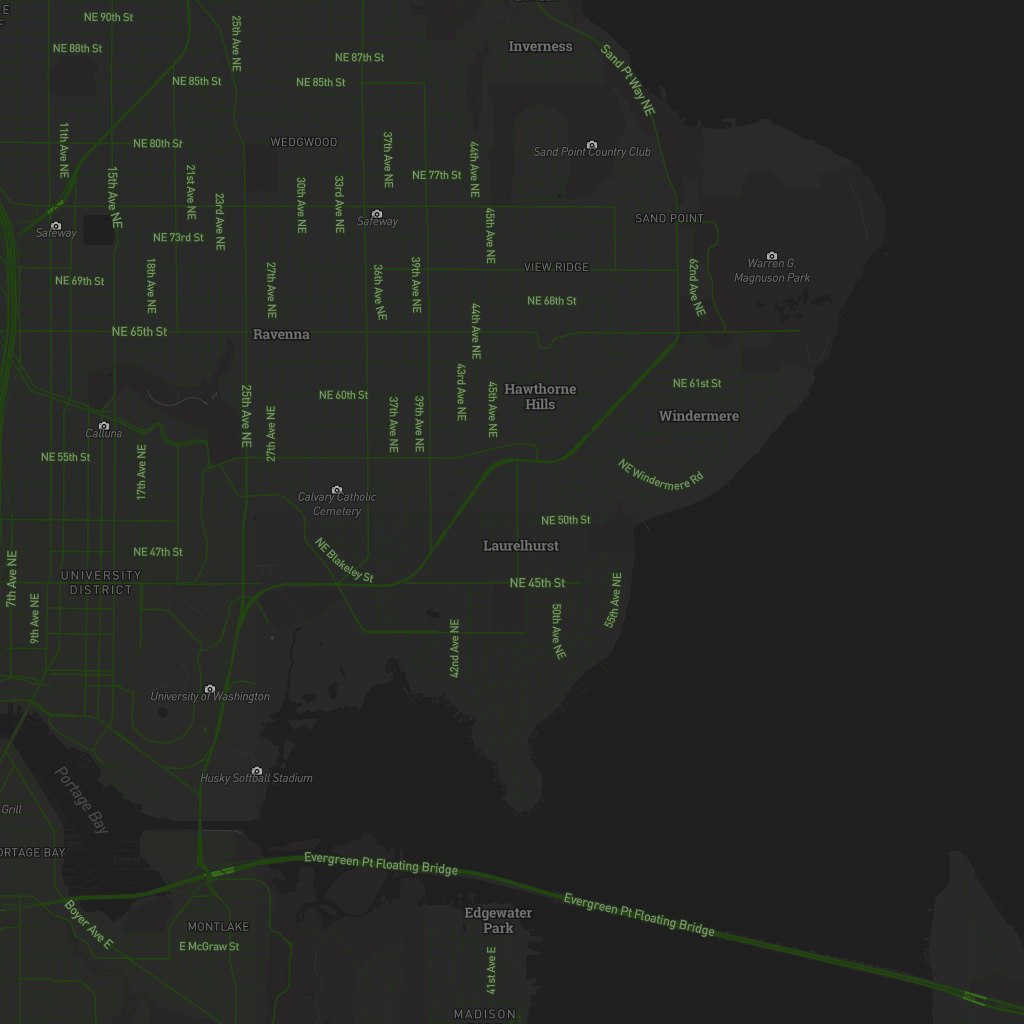 NE 90th St
25th Ave NE
Inverness
NE 88th St
NE 87th St
Sand Pt Way NE
NE 85th St
NE 85th St
11th Ave NE
NE 80th St
WEDGWOOD
37th Ave NE
44th Ave NE
Sand Point Country Club
15th Ave NE
21st Ave NE
23rd Ave NE
30th Ave NE
33rd Ave NE
NE 77th St
Safeway
Safeway
45th Ave NE
SAND POINT
NE 73rd St
18th Ave NE
27th Ave NE
36th Ave NE
39th Ave NE
VIEW RIDGE
62nd Ave NE
Warren G.
Magnuson Park
NE 69th St
NE 68th St
NE 65th St
Ravenna
44th Ave NE
43rd Ave NE
45th Ave NE
Hawthorne
Hills
NE 61st St
NE 60th St
25th Ave NE
27th Ave NE
37th Ave NE
39th Ave NE
Windermere
Calluna
NE 55th St
17th Ave NE
NE Windermere Rd
Calvary Catholic
Cemetery
NE 50th St
NE Blakeley St
NE 47th St
Laurelhurst
7th Ave NE
UNIVERSITY
DISTRICT
NE 45th St
9th Ave NE
50th Ave NE
55th Ave NE
42nd Ave NE
University of Washington
Portage Bay
Husky Softball Stadium
Grill
ORTAGE BAY
Evergreen Pt Floating Bridge
Evergreen Pt Floating Bridge
Boyer Ave E
MONTLAKE
E McGraw St
Edgewater
Park
41st Ave E
MADISON